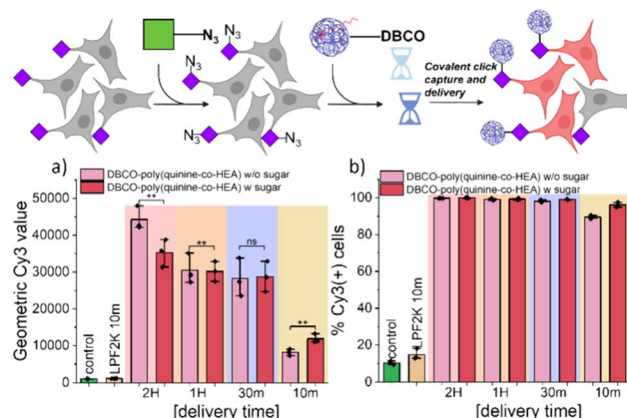 N₃
N₃
DBCO
N₃
N₃
N₃
Covalent click
capture and
delivery
a)
DBCO-poly(quinine-co-HEA) w/o sugar
DBCO-poly(quinine-co-HEA) w sugar
Geometric Cy3 value
50000
40000
30000
20000
10000
0
**
**
ns
**
control
LPF2K 10m
2H
1H
30m
10m
[delivery time]
b)
DBCO-poly(quinine-co-HEA) w/o sugar
DBCO-poly(quinine-co-HEA) w sugar
% Cy3(+) cells
100
80
60
40
20
0
control
LPF2K 10m
2H
1H
30m
10m
[delivery time]